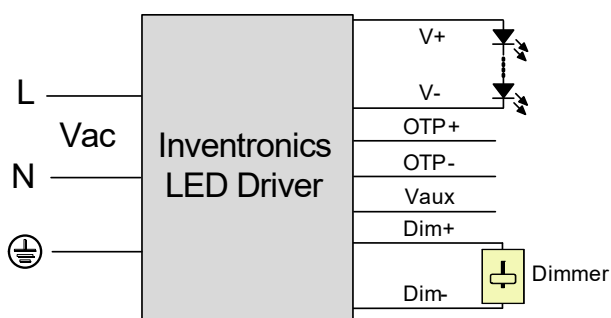 L
Vac
N
Inventronics
LED Driver
V+
V-
OTP+
OTP-
Vaux
Dim+
Dim-
Dimmer